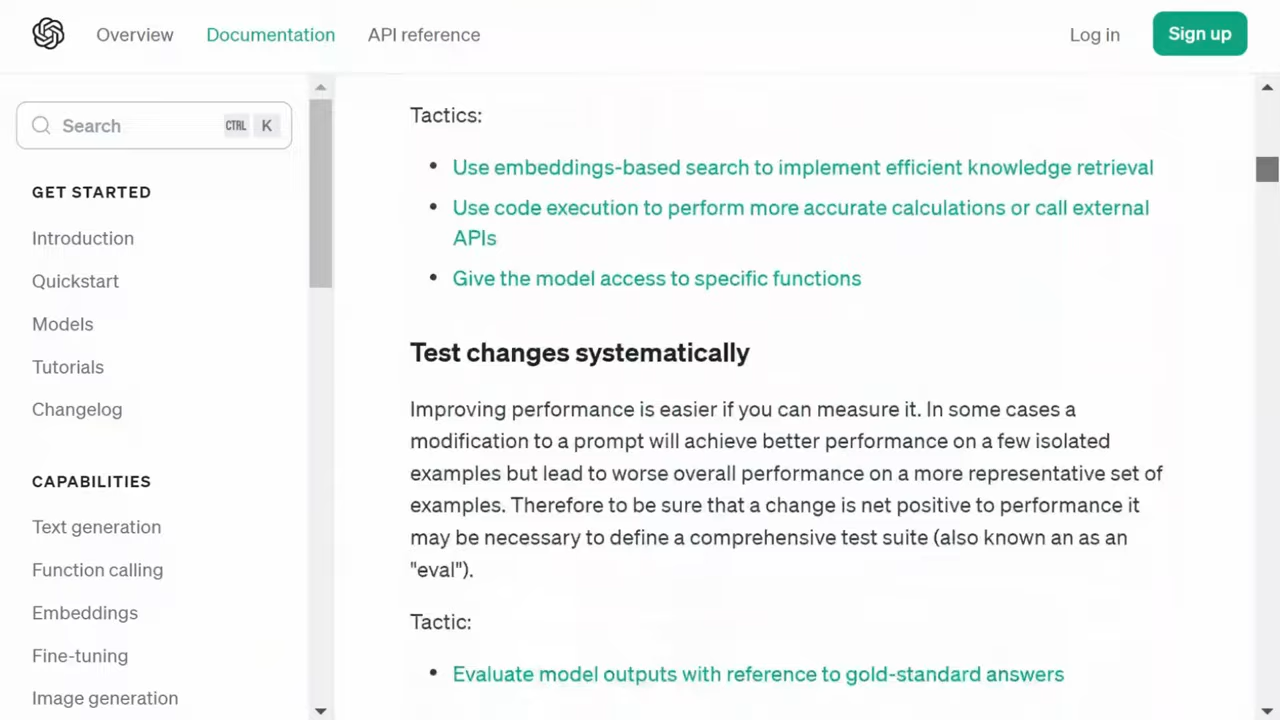 Overview
Documentation
API reference
Log in
Sign up
Search
CTRL
K
GET STARTED
Introduction
Quickstart
Models
Tutorials
Changelog
CAPABILITIES
Text generation
Function calling
Embeddings
Fine-tuning
Image generation
Tactics:
Use embeddings-based search to implement efficient knowledge retrieval
Use code execution to perform more accurate calculations or call external
APIs
Give the model access to specific functions
Test changes systematically
Improving performance is easier if you can measure it. In some cases a
modification to a prompt will achieve better performance on a few isolated
examples but lead to worse overall performance on a more representative set of
examples. Therefore to be sure that a change is net positive to performance it
may be necessary to define a comprehensive test suite (also known an as an
"eval").
Tactic:
Evaluate model outputs with reference to gold-standard answers